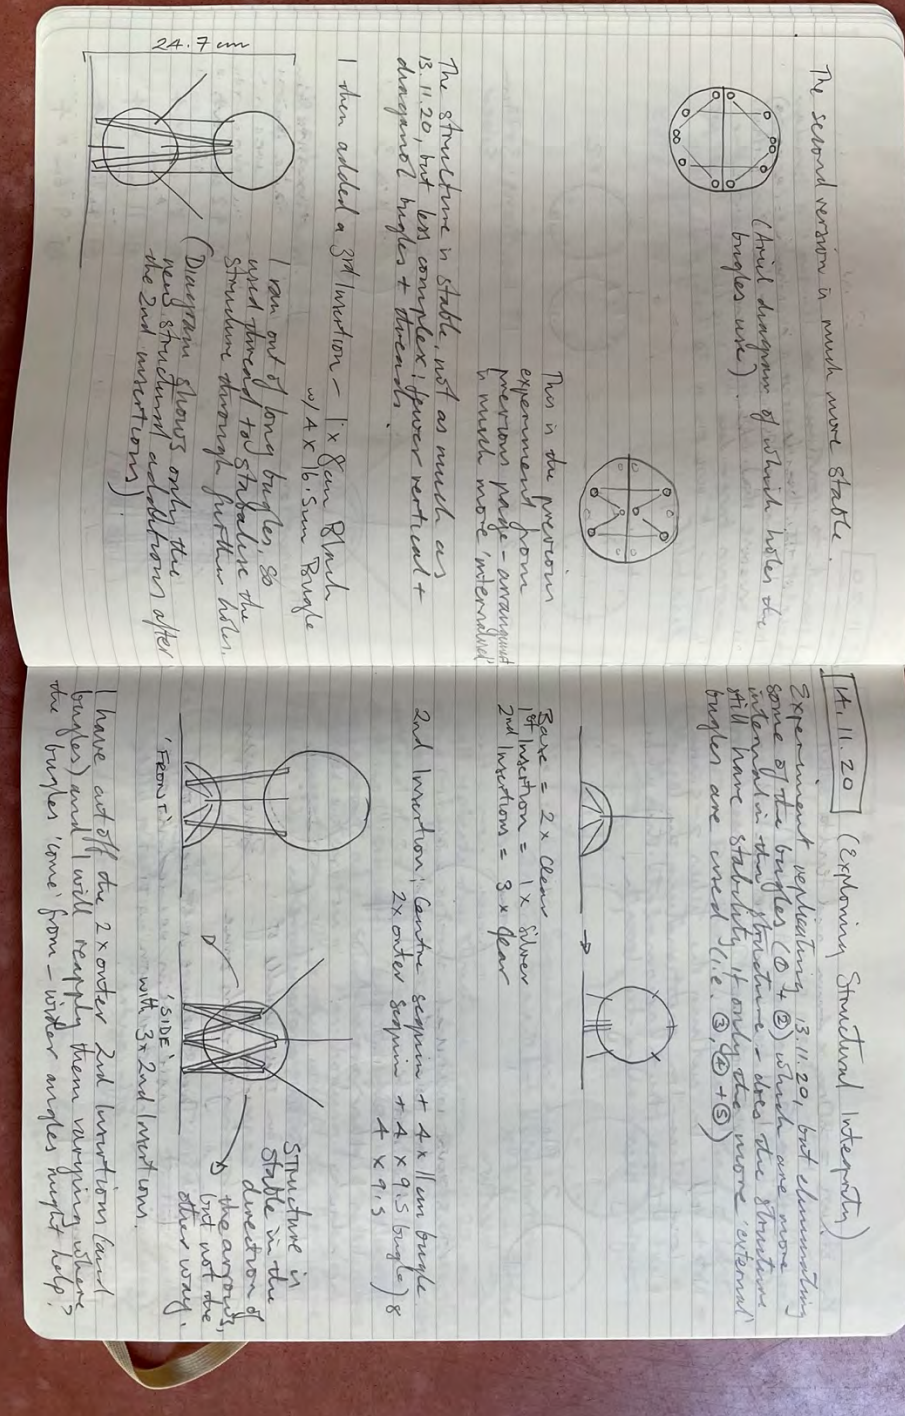 The second version is much more stable.
(Axial diagram of which holes the
bugles use)
This is the previous
experiment from
previous page - arrangement
is much more 'internalised'
The structure is stable, not as much as
13.11.20, but less complex; fewer vertical +
diagonal bugles + threads.
I then added a 3rd Insertion - 1 x 8cm Black
w/ 4 x 16.5cm Bugle
I ran out of long bugles, so
used thread to stabalise the
structure through further holes.
(Diagram shows only the
new structural additions after
the 2nd insertions)
24.7 cm
14.11.20 (Exploring Structural Integrity)
Experiment replicating 13.11.20, but eliminating
some of the bugles (① + ②) which are more
internal in the structure - does the structure
still have stability if only the more 'external'
bugles are used (i.e. ③, ④ + ⑤)
Base = 2 x Clear
1st Insertion = 1 x Silver
2nd Insertions = 3 x Clear
2nd Insertion; Centre sequin + 4 x 11cm bugle
2x outer sequin + 4 x 9.5 bugle } 8
4 x 9.5
'FRONT'
'SIDE'
with 3x 2nd Insertion.
Structure is
stable in the
direction of
the arrows,
but not the
other way.
I have cut off the 2 x outer 2nd Insertions (and
bugles) and I will reapply them varying where
the bugles 'come' from - wider angles might help?